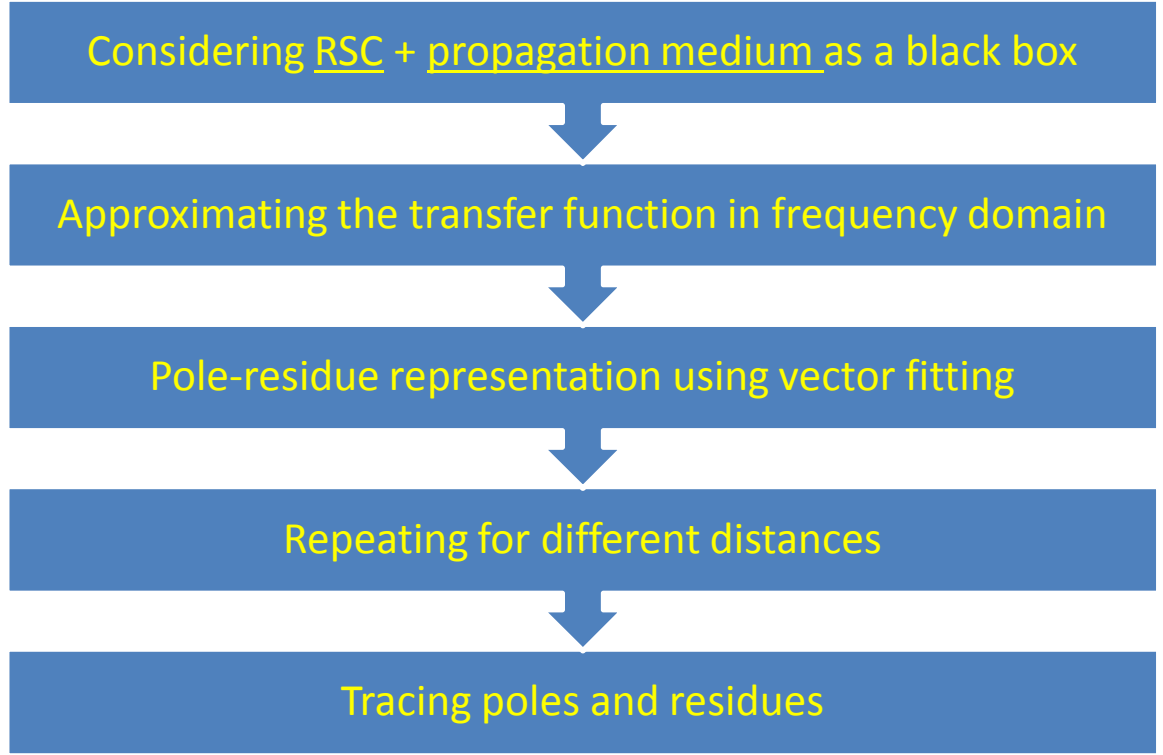 Considering RSC + propagation medium as a black box
Approximating the transfer function in frequency domain
Pole-residue representation using vector fitting
Repeating for different distances
Tracing poles and residues